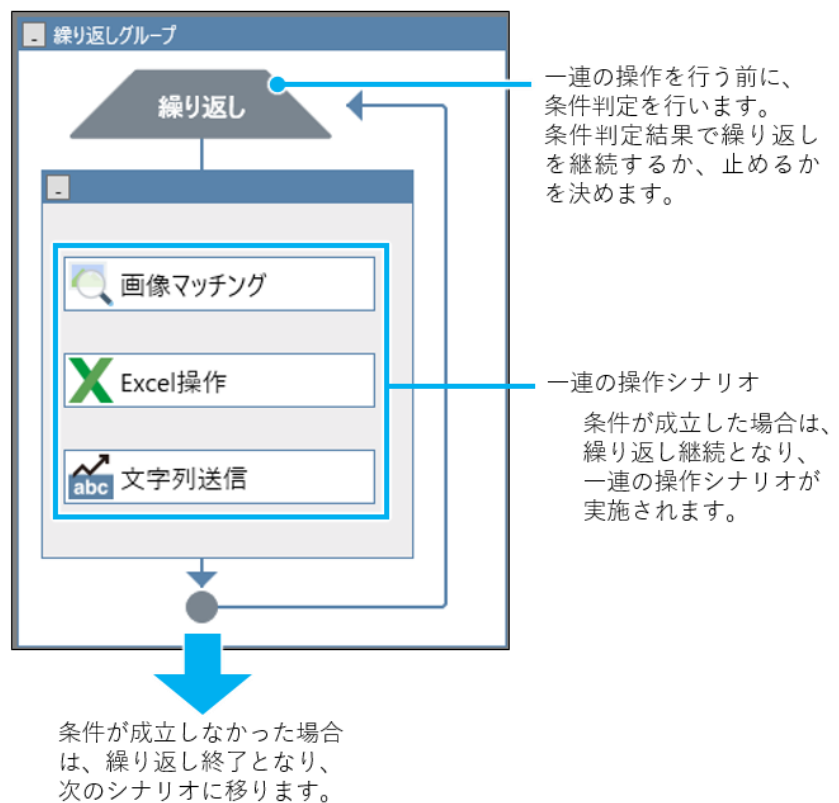 繰り返しグループ
繰り返し
一連の操作を行う前に、
条件判定を行います。
条件判定結果で繰り返し
を継続するか、止めるか
を決めます。
画像マッチング
Excel操作
abc
文字列送信
一連の操作シナリオ
条件が成立した場合は、
繰り返し継続となり、
一連の操作シナリオが
実施されます。
条件が成立しなかった場合
は、繰り返し終了となり、
次のシナリオに移ります。